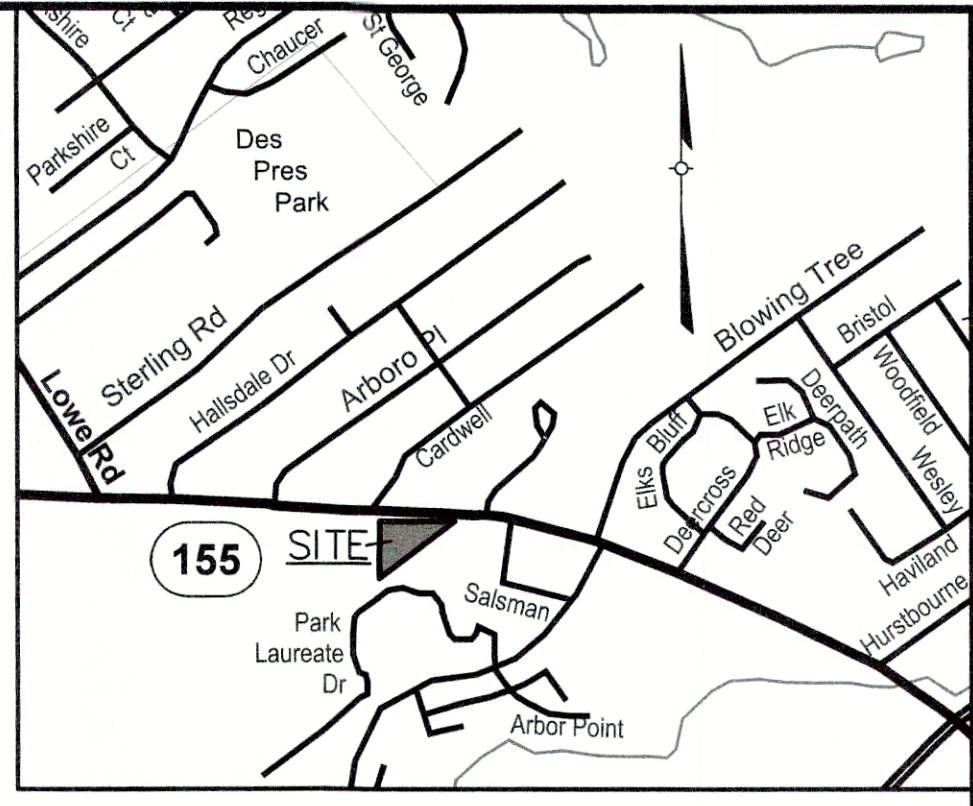 Ct
Chaucer
St George
Parkshire
Ct
Des
Pres
Park
Sterling Rd
Hallsdale Dr
Arboro Pl
Cardwell
Lowe Rd
Blowing Tree
Bristol
Woodfield
Wesley
Deerpath
Elk
Ridge
Bluff
Elks
Deercross
Red
Deer
Haviland
Hurstbourne
155
SITE
Salsman
Park
Laureate
Dr
Arbor Point